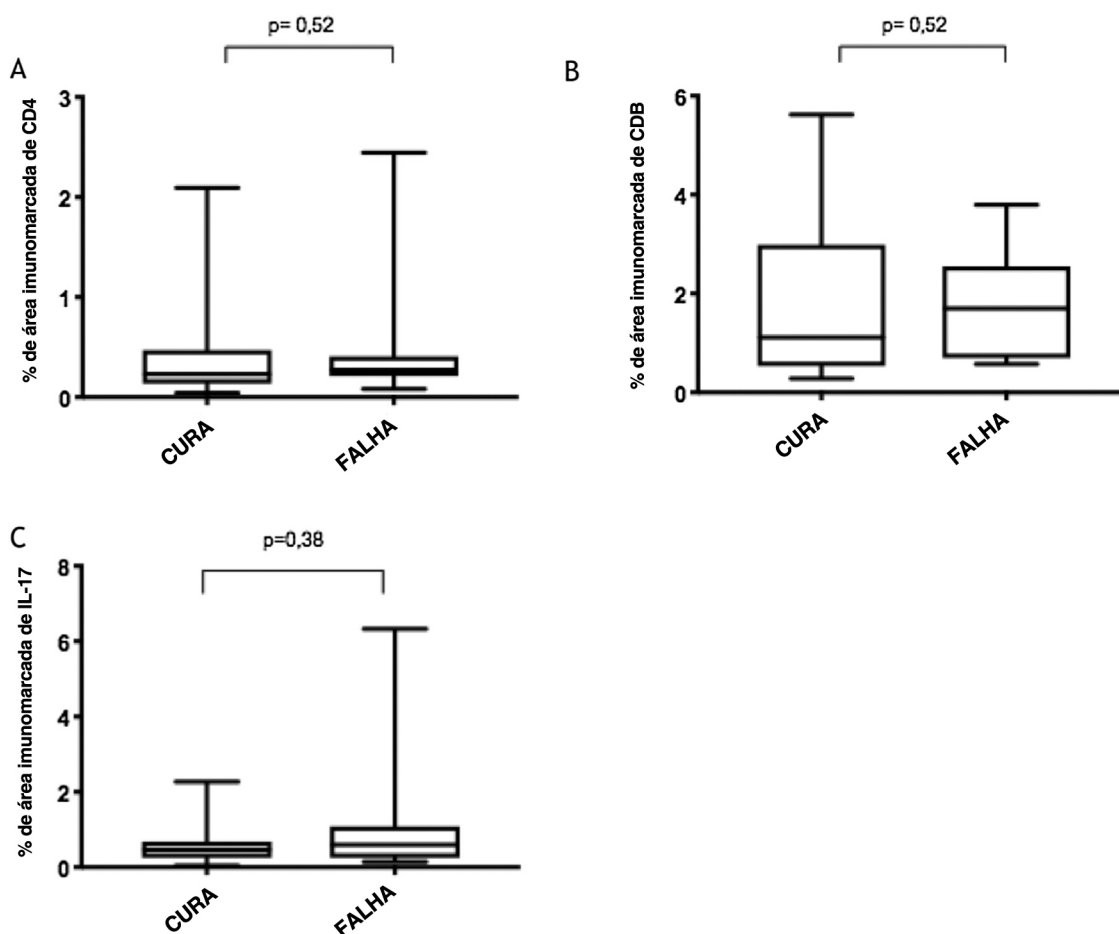 p= 0,52
A
% de área imunomarcada de CD4
3
2
1
0
CURA
FALHA
p= 0,52
B
% de área imunomarcada de CDB
6
4
2
0
CURA
FALHA
C
p=0,38
% de área imunomarcada de IL-17
8
6
4
2
0
CURA
FALHA